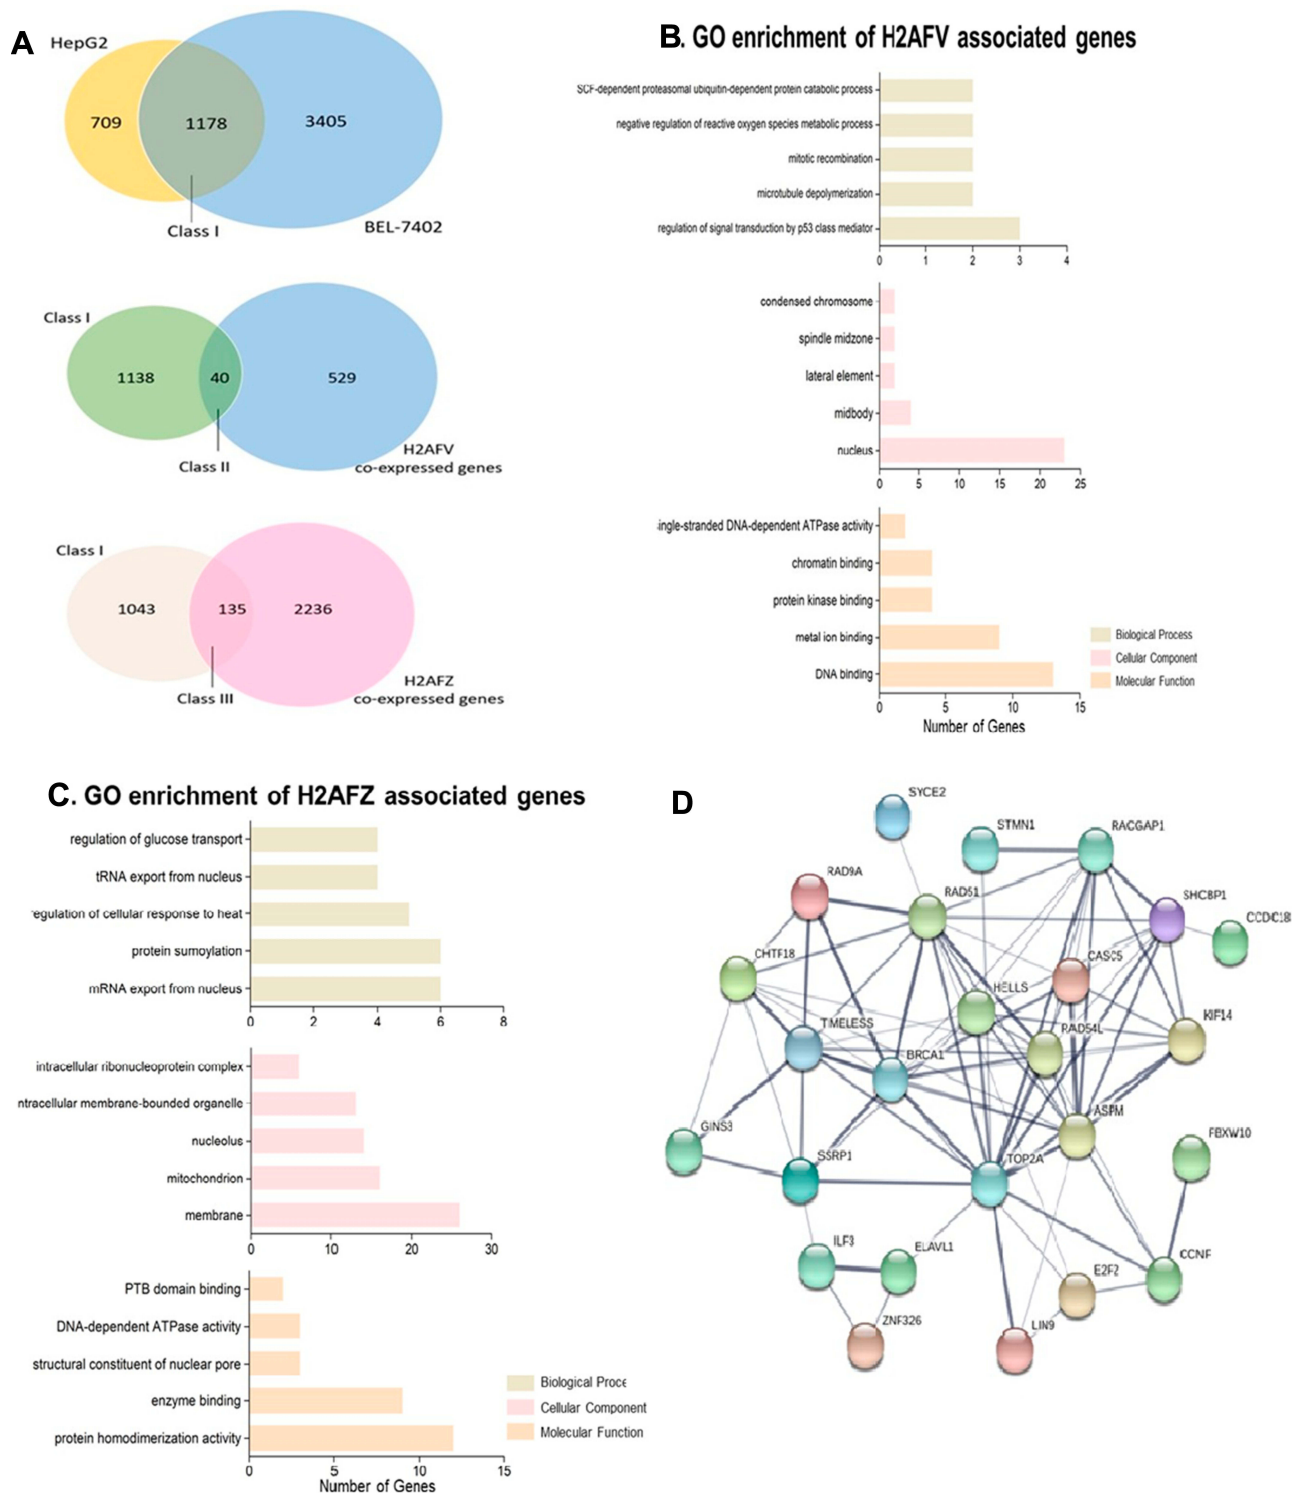 A
HepG2
709
1178
3405
Class I
BEL-7402
Class I
1138
40
529
Class II
H2AFV
co-expressed genes
Class I
1043
135
2236
Class III
H2AFZ
co-expressed genes
B. GO enrichment of H2AFV associated genes
SCF-dependent proteasomal ubiquitin-dependent protein catabolic process
negative regulation of reactive oxygen species metabolic process
mitotic recombination
microtubule depolymerization
regulation of signal transduction by p53 class mediator
0 1 2 3 4
condensed chromosome
spindle midzone
lateral element
midbody
nucleus
0 5 10 15 20 25
ingle-stranded DNA-dependent ATPase activity
chromatin binding
protein kinase binding
metal ion binding
DNA binding
0 5 10 15
Number of Genes
Biological Process
Cellular Component
Molecular Function
C. GO enrichment of H2AFZ associated genes
regulation of glucose transport
tRNA export from nucleus
egulation of cellular response to heat
protein sumoylation
mRNA export from nucleus
0 2 4 6 8
intracellular ribonucleoprotein complex
ntracellular membrane-bounded organelle
nucleolus
mitochondrion
membrane
0 10 20 30
PTB domain binding
DNA-dependent ATPase activity
structural constituent of nuclear pore
enzyme binding
protein homodimerization activity
0 5 10 15
Number of Genes
Biological Proce
Cellular Component
Molecular Function
D
SYCE2
STMN1
RACGAP1
RAD9A
RAD51
SHCBP1
CCDC18
CHTF18
CASC5
HELLS
TIMELESS
RAD54L
KIF14
BRCA1
ASPM
GINS3
FBXW10
SSRP1
TOP2A
ILF3
ELAVL1
CCNF
E2F2
ZNF326
LIN9